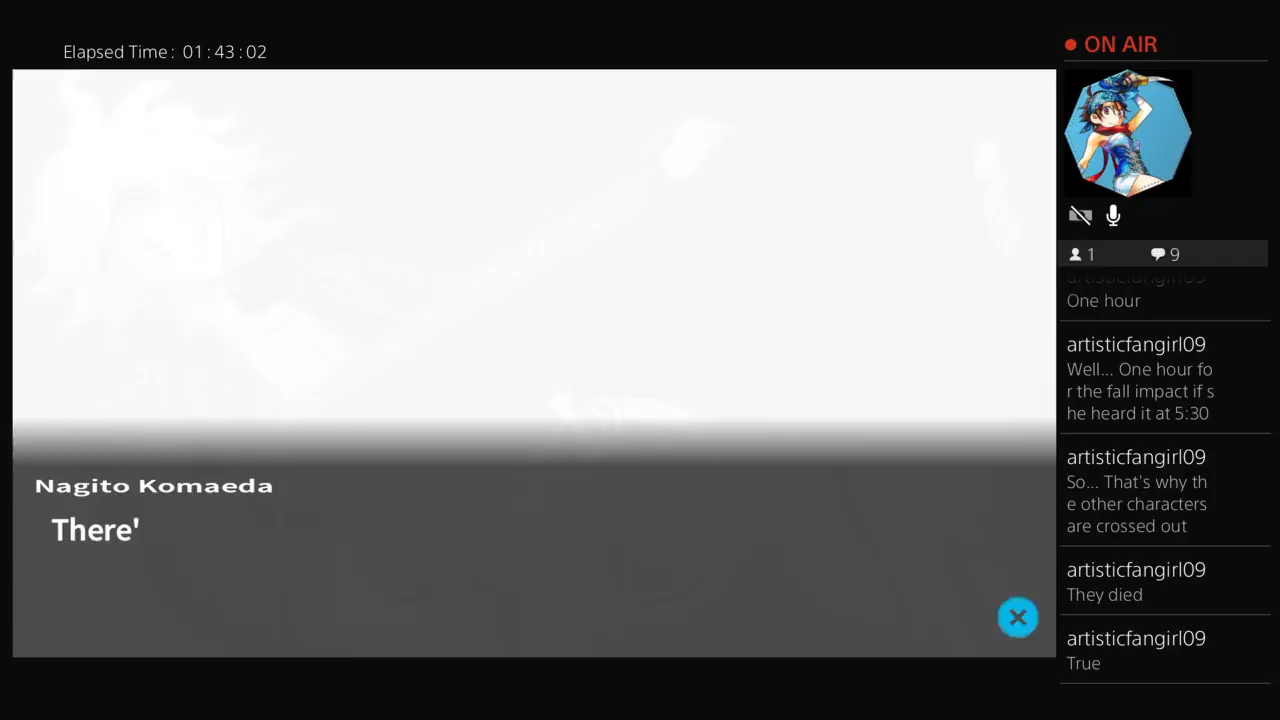 Elapsed Time: 01:43:02
ON AIR
1
9
artisticfangirl09
One hour
artisticfangirl09
Well... One hour fo
r the fall impact if s
he heard it at 5:30
artisticfangirl09
So... That's why th
e other characters
are crossed out
artisticfangirl09
They died
artisticfangirl09
True
Nagito Komaeda
There'